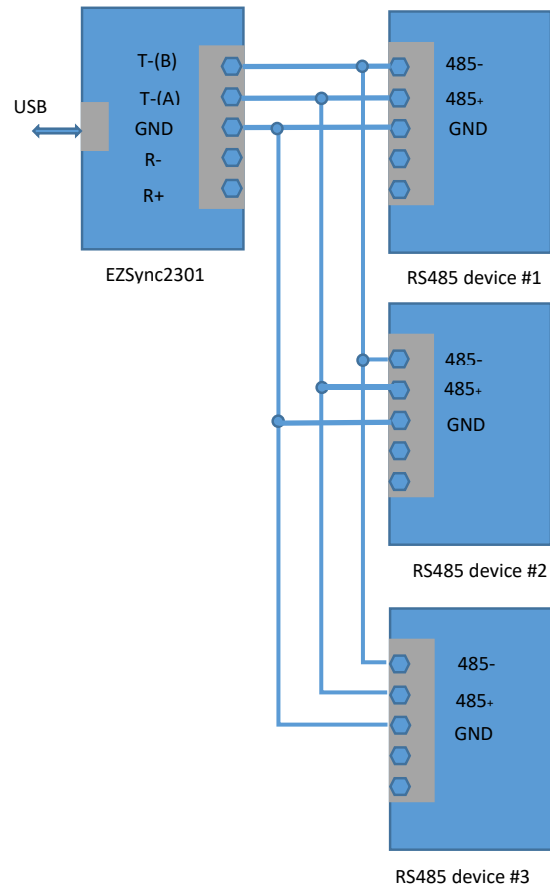 T-(B)
T-(A)
USB
GND
R-
R+
EZSync2301
485-
485+
GND
RS485 device #1
485-
485+
GND
RS485 device #2
485-
485+
GND
RS485 device #3